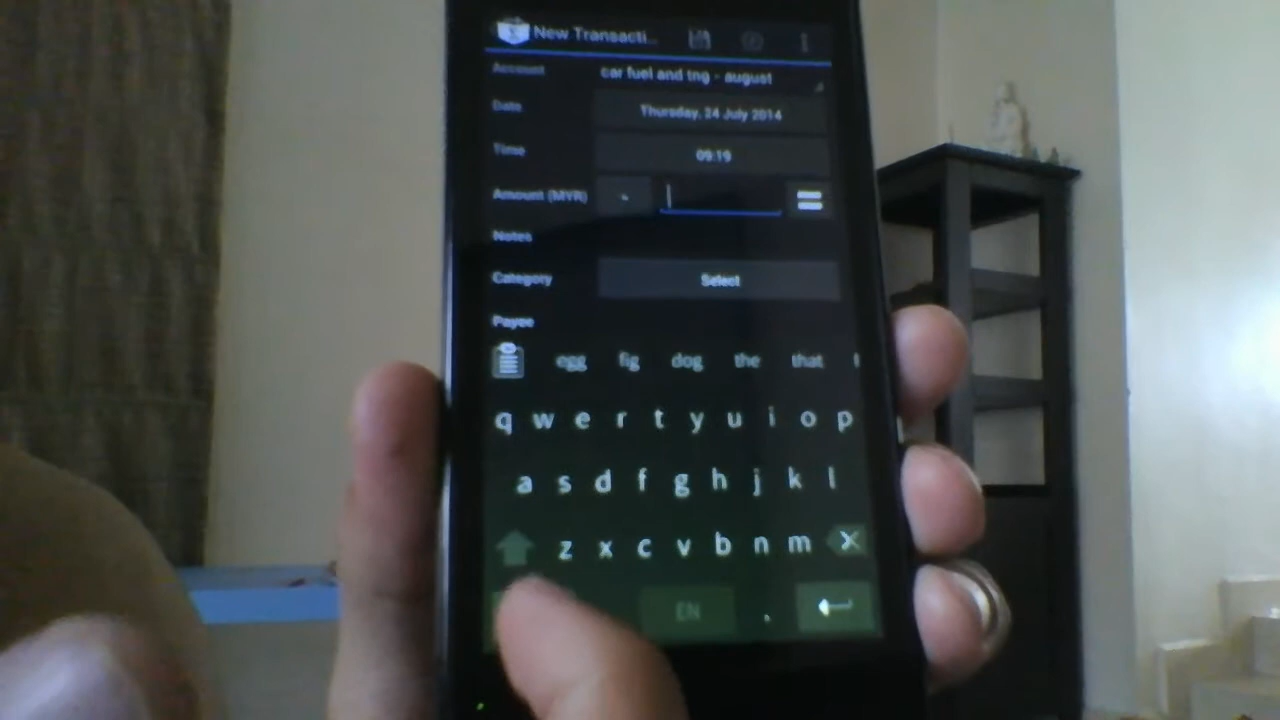 New Transacti...
Account car fuel and tng - august
Date Thursday, 24 July 2014
Time 09:19
Amount (MYR) - =
Notes
Category Select
Payee
egg fig dog the that
q w e r t y u i o p
a s d f g h j k l
z x c v b n m
EN .